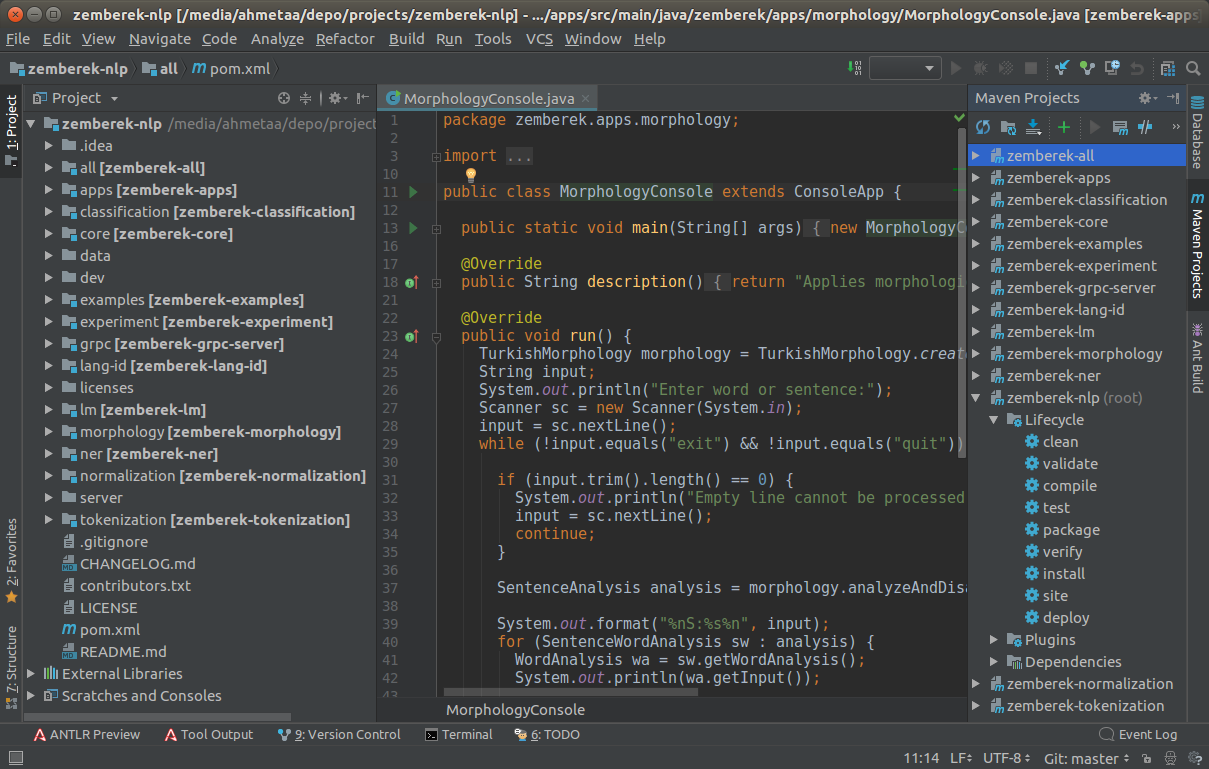 zemberek-nlp [/media/ahmetaa/depo/projects/zemberek-nlp] - .../apps/src/main/java/zemberek/apps/morphology/MorphologyConsole.java [zemberek-apps]
File Edit View Navigate Code Analyze Refactor Build Run Tools VCS Window Help
zemberek-nlp all pom.xml
1: Project
2: Favorites
7: Structure
Project
zemberek-nlp /media/ahmetaa/depo/project
.idea
all [zemberek-all]
apps [zemberek-apps]
classification [zemberek-classification]
core [zemberek-core]
data
dev
examples [zemberek-examples]
experiment [zemberek-experiment]
grpc [zemberek-grpc-server]
lang-id [zemberek-lang-id]
licenses
lm [zemberek-lm]
morphology [zemberek-morphology]
ner [zemberek-ner]
normalization [zemberek-normalization]
server
tokenization [zemberek-tokenization]
.gitignore
CHANGELOG.md
contributors.txt
LICENSE
pom.xml
README.md
External Libraries
Scratches and Consoles
MorphologyConsole.java
1 package zemberek.apps.morphology;
2
3 import ...
10
11 public class MorphologyConsole extends ConsoleApp {
12
13 public static void main(String[] args) { new MorphologyC
16
17 @Override
18 public String description() { return "Applies morphologi
21
22 @Override
23 public void run() {
24 TurkishMorphology morphology = TurkishMorphology.creat
25 String input;
26 System.out.println("Enter word or sentence:");
27 Scanner sc = new Scanner(System.in);
28 input = sc.nextLine();
29 while (!input.equals("exit") && !input.equals("quit"))
30
31 if (input.trim().length() == 0) {
32 System.out.println("Empty line cannot be processed
33 input = sc.nextLine();
34 continue;
35 }
36
37 SentenceAnalysis analysis = morphology.analyzeAndDisa
38
39 System.out.format("%nS:%s%n", input);
40 for (SentenceWordAnalysis sw : analysis) {
41 WordAnalysis wa = sw.getWordAnalysis();
42 System.out.println(wa.getInput());
43
MorphologyConsole
Maven Projects
zemberek-all
zemberek-apps
zemberek-classification
zemberek-core
zemberek-examples
zemberek-experiment
zemberek-grpc-server
zemberek-lang-id
zemberek-lm
zemberek-morphology
zemberek-ner
zemberek-nlp (root)
Lifecycle
clean
validate
compile
test
package
verify
install
site
deploy
Plugins
Dependencies
zemberek-normalization
zemberek-tokenization
Database
Maven Projects
Ant Build
ANTLR Preview Tool Output 9: Version Control Terminal 6: TODO Event Log
11:14 LF UTF-8 Git: master